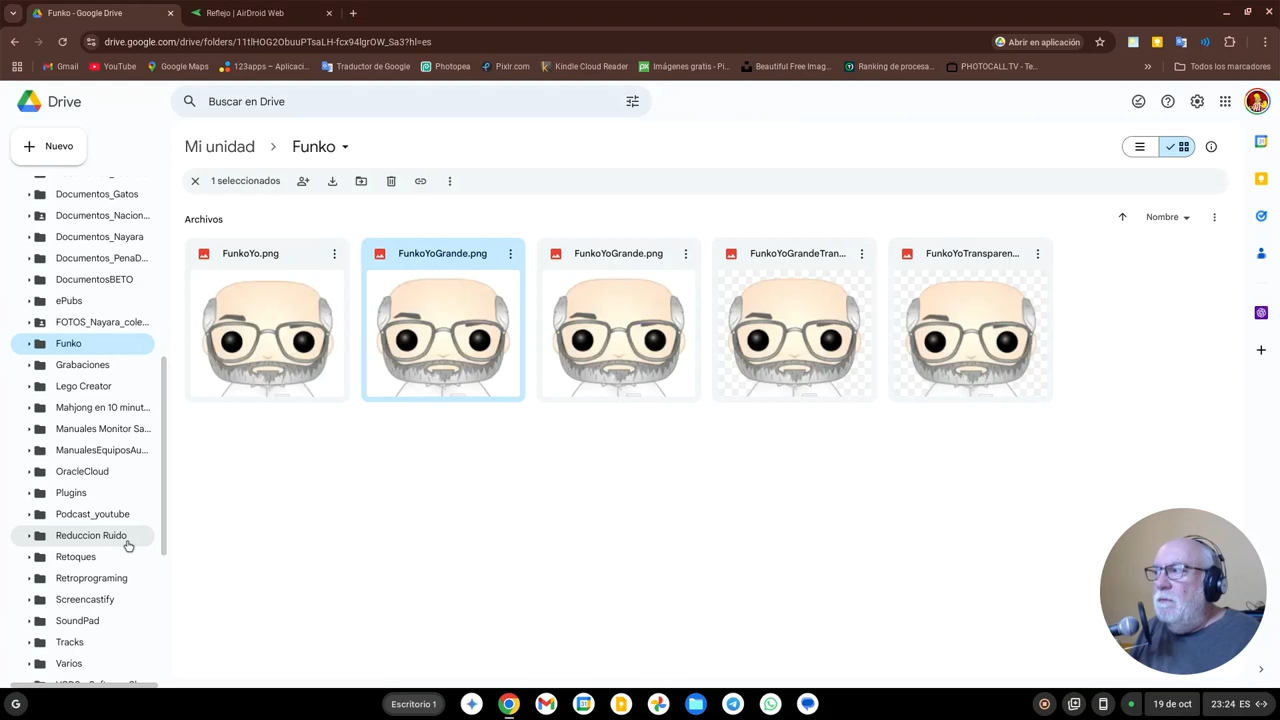 Funko - Google Drive
Reflejo | AirDroid Web
drive.google.com/drive/folders/11tlHOG2ObuuPTsaLH-fcx94lgrOW_Sa3?hl=es
Abrir en aplicación
Gmail
YouTube
Google Maps
123apps – Aplicaci...
Traductor de Google
Photopea
Pixlr.com
Kindle Cloud Reader
Imágenes gratis - Pi...
Beautiful Free Imag...
Ranking de procesa...
PHOTOCALL.TV - Te...
Todos los marcadores
Drive
Buscar en Drive
Nuevo
Mi unidad
Funko
1 seleccionados
Archivos
Nombre
Documentos_Gatos
Documentos_Nacion...
Documentos_Nayara
Documentos_PenaD...
DocumentosBETO
ePubs
FOTOS_Nayara_cole...
Funko
Grabaciones
Lego Creator
Mahjong en 10 minut...
Manuales Monitor Sa...
ManualesEquiposAu...
OracleCloud
Plugins
Podcast_youtube
Reduccion Ruido
Retoques
Retroprograming
Screencastify
SoundPad
Tracks
Varios
FunkoYo.png
FunkoYoGrande.png
FunkoYoGrande.png
FunkoYoGrandeTran...
FunkoYoTransparen...
Escritorio 1
19 de oct
23:24 ES